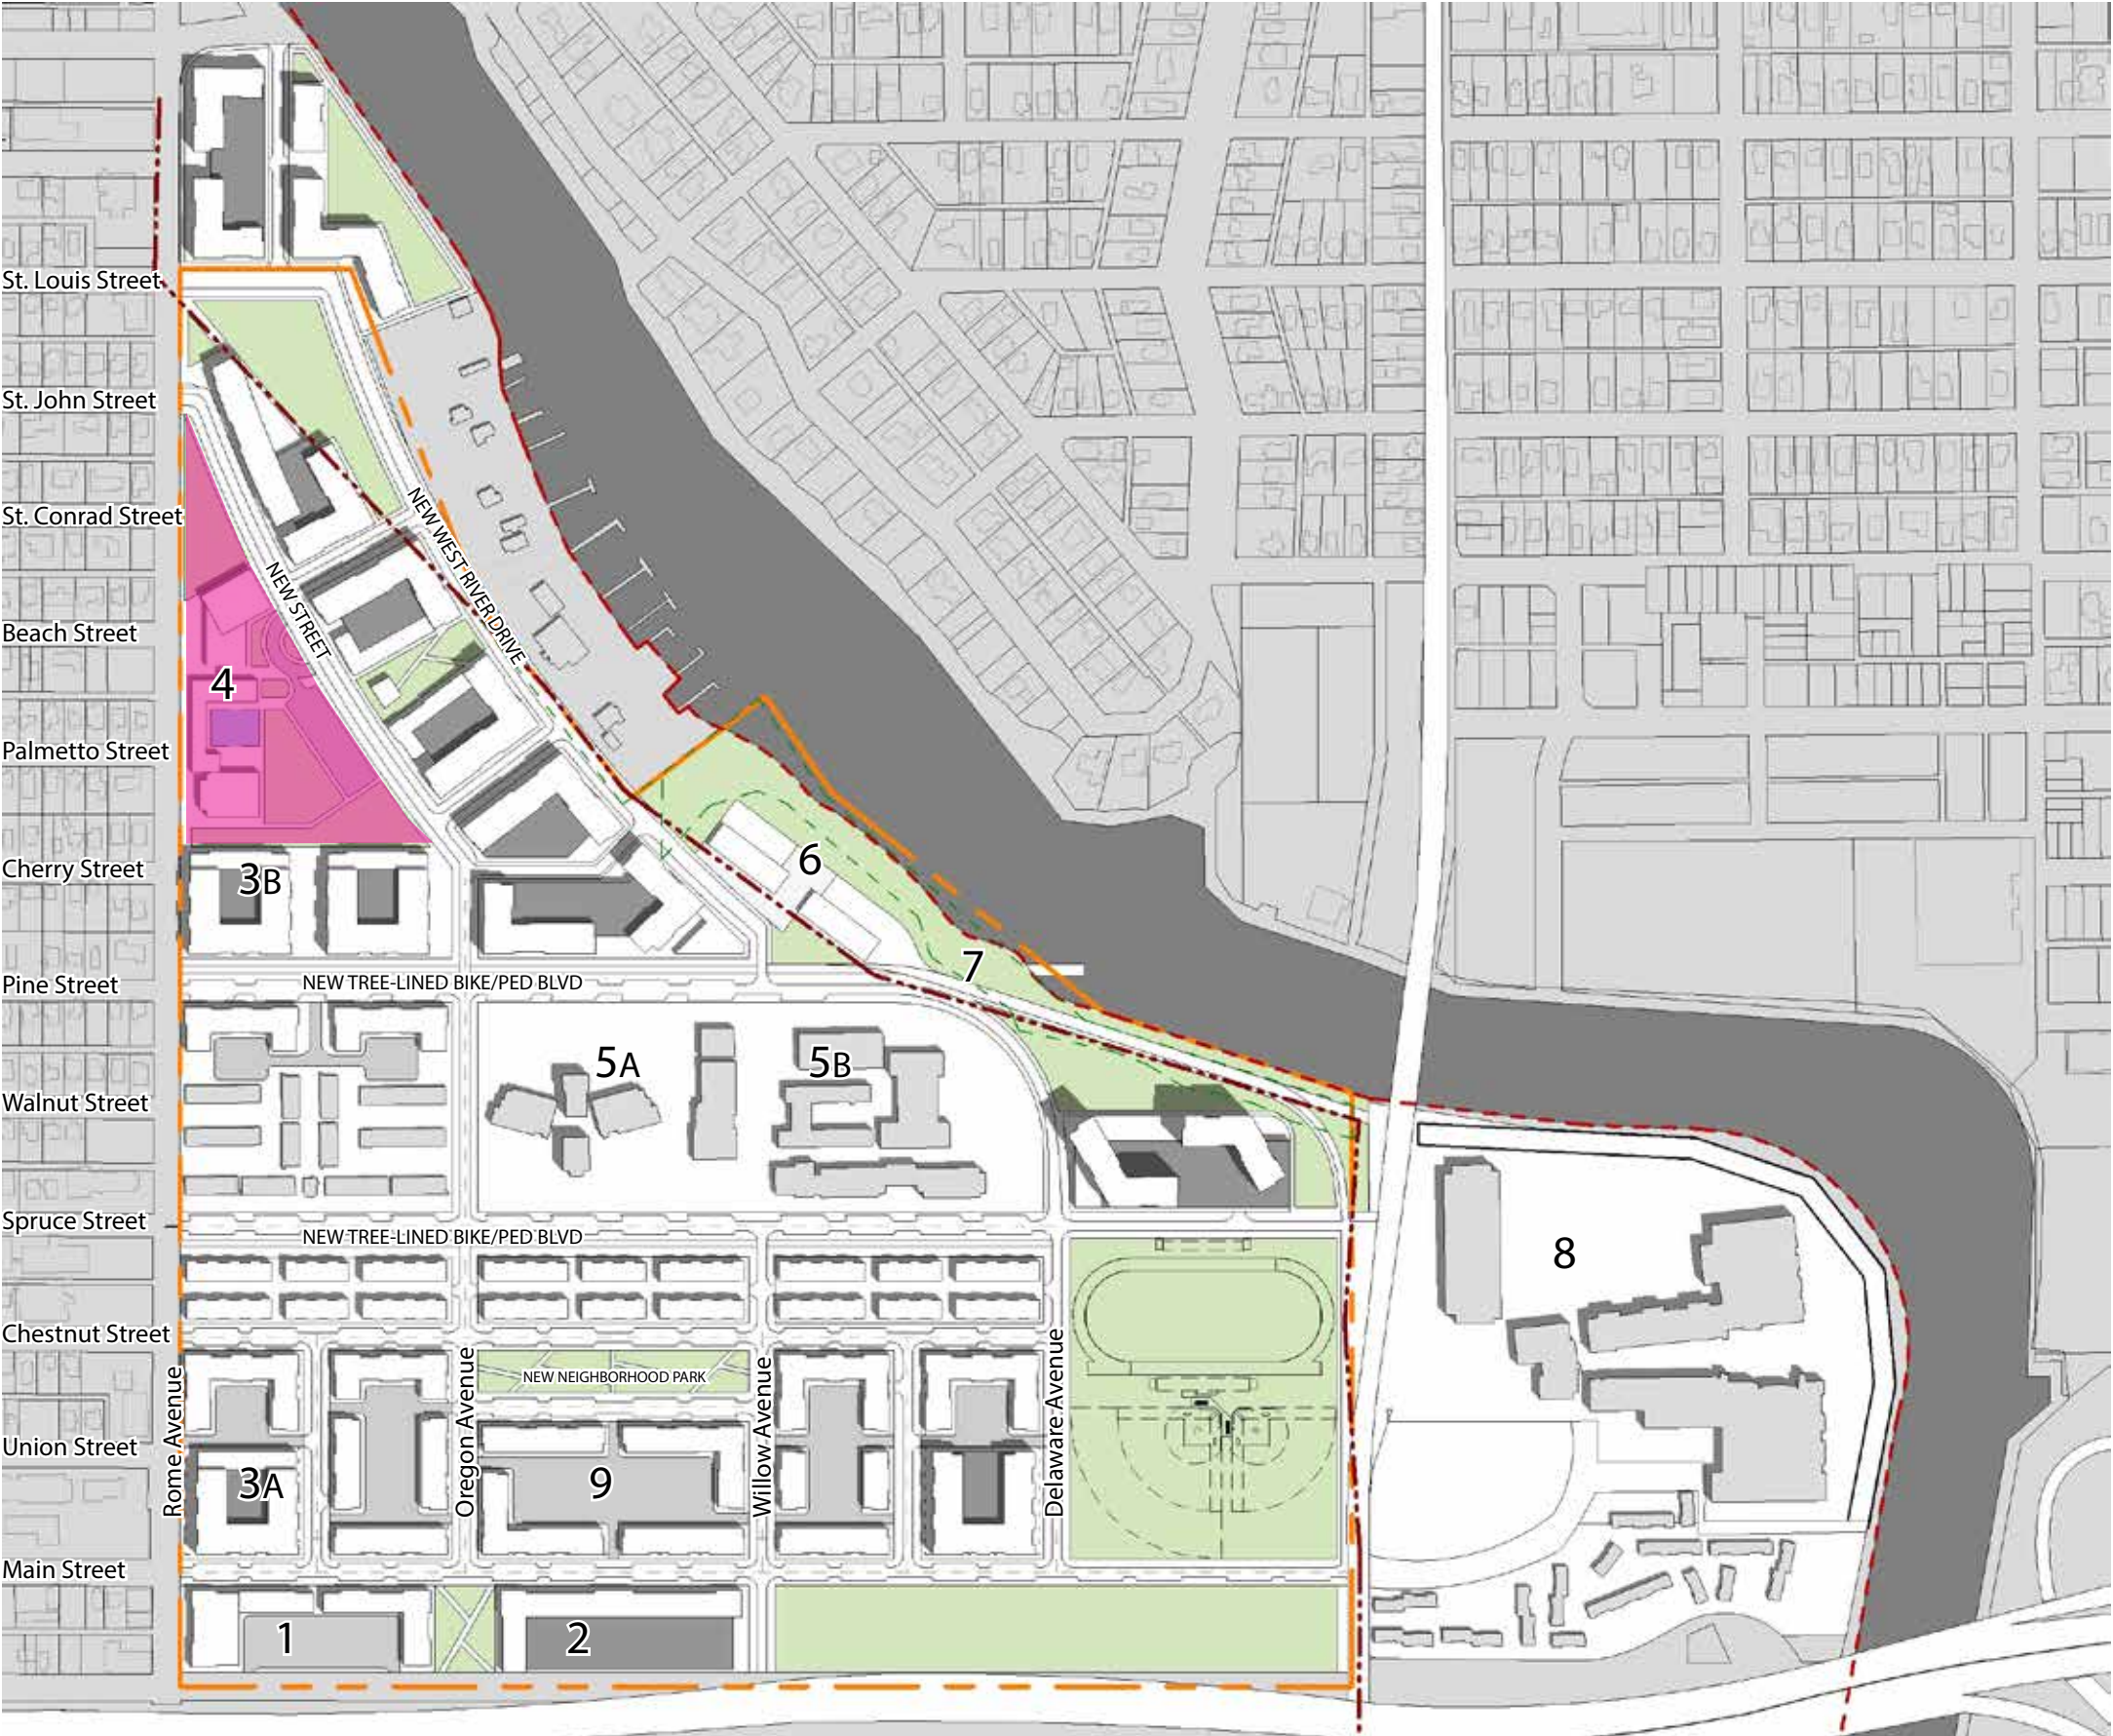 St. Louis Street
St. John Street
NEW WEST RIVER DRIVE
St. Conrad Street
NEW STREET
Beach Street
4
Palmetto Street
6
Cherry Street
3B
7
Pine Street
NEW TREE-LINED BIKE/PED BLVD
5A
5B
Walnut Street
Spruce Street
NEW TREE-LINED BIKE/PED BLVD
8
Chestnut Street
NEW NEIGHBORHOOD PARK
Rome Avenue
Oregon Avenue
Willow Avenue
Delaware Avenue
Union Street
3A
9
Main Street
1
2